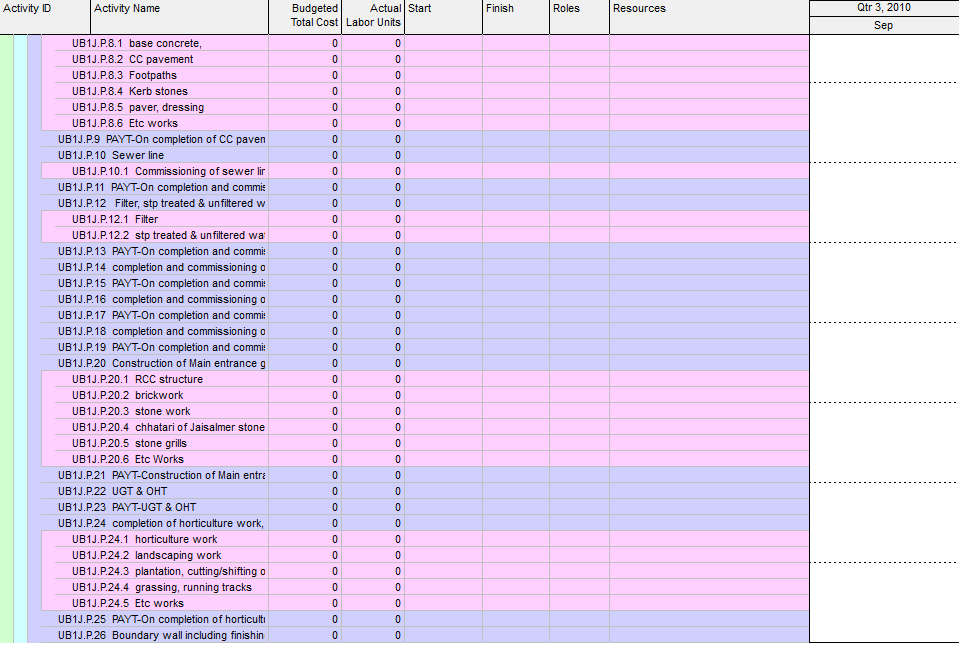 Activity ID Activity Name Budgeted Total Cost Actual Labor Units Start Finish Roles Resources Qtr 3, 2010
Sep
UB1J.P.8.1 base concrete, 0 0
UB1J.P.8.2 CC pavement 0 0
UB1J.P.8.3 Footpaths 0 0
UB1J.P.8.4 Kerb stones 0 0
UB1J.P.8.5 paver, dressing 0 0
UB1J.P.8.6 Etc works 0 0
UB1J.P.9 PAYT-On completion of CC paven 0 0
UB1J.P.10 Sewer line 0 0
UB1J.P.10.1 Commissioning of sewer lir 0 0
UB1J.P.11 PAYT-On completion and commis 0 0
UB1J.P.12 Filter, stp treated & unfiltered w 0 0
UB1J.P.12.1 Filter 0 0
UB1J.P.12.2 stp treated & unfiltered wa 0 0
UB1J.P.13 PAYT-On completion and commis 0 0
UB1J.P.14 completion and commissioning o 0 0
UB1J.P.15 PAYT-On completion and commis 0 0
UB1J.P.16 completion and commissioning o 0 0
UB1J.P.17 PAYT-On completion and commis 0 0
UB1J.P.18 completion and commissioning o 0 0
UB1J.P.19 PAYT-On completion and commis 0 0
UB1J.P.20 Construction of Main entrance g 0 0
UB1J.P.20.1 RCC structure 0 0
UB1J.P.20.2 brickwork 0 0
UB1J.P.20.3 stone work 0 0
UB1J.P.20.4 chhatari of Jaisalmer stone 0 0
UB1J.P.20.5 stone grills 0 0
UB1J.P.20.6 Etc Works 0 0
UB1J.P.21 PAYT-Construction of Main entra 0 0
UB1J.P.22 UGT & OHT 0 0
UB1J.P.23 PAYT-UGT & OHT 0 0
UB1J.P.24 completion of horticulture work, 0 0
UB1J.P.24.1 horticulture work 0 0
UB1J.P.24.2 landscaping work 0 0
UB1J.P.24.3 plantation, cutting/shifting o 0 0
UB1J.P.24.4 grassing, running tracks 0 0
UB1J.P.24.5 Etc works 0 0
UB1J.P.25 PAYT-On completion of horticult 0 0
UB1J.P.26 Boundary wall including finishin 0 0